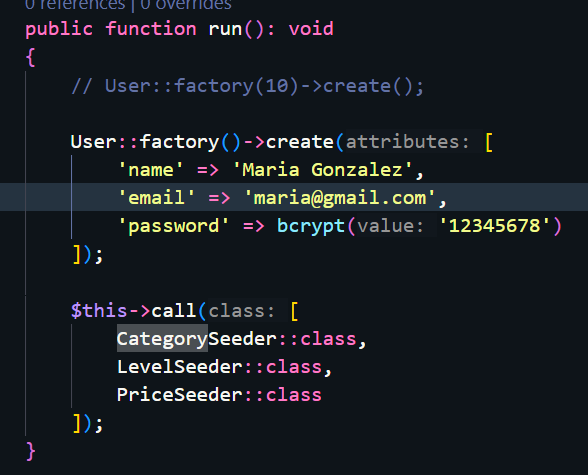 0 references | 0 overrides
public function run(): void
{
    // User::factory(10)->create();
    User::factory()->create(attributes: [
        'name' => 'Maria Gonzalez',
        'email' => 'maria@gmail.com',
        'password' => bcrypt(value: '12345678')
    ]);
    $this->call(class: [
        CategorySeeder::class,
        LevelSeeder::class,
        PriceSeeder::class
    ]);
}